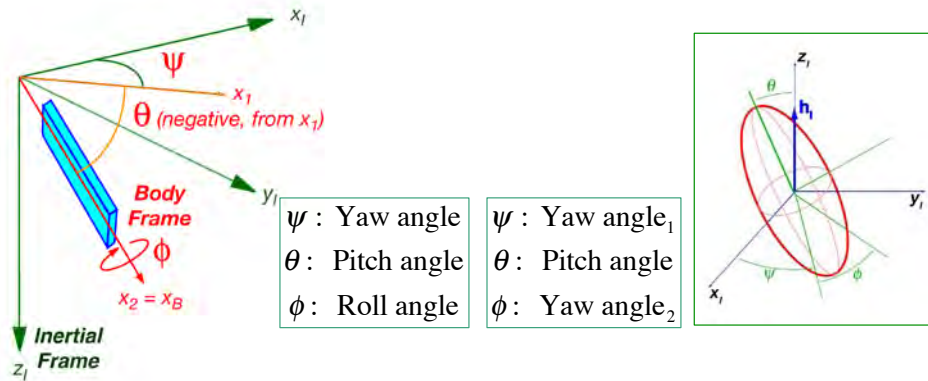 x_I
ψ
x_1
θ (negative, from x_1)
y_I
Body
Frame
ϕ
x_2 = x_B
Inertial
Frame
z_I
ψ : Yaw angle
θ : Pitch angle
ϕ : Roll angle
ψ : Yaw angle_1
θ : Pitch angle
ϕ : Yaw angle_2
z_I
θ
h_I
y_I
ψ
ϕ
x_I